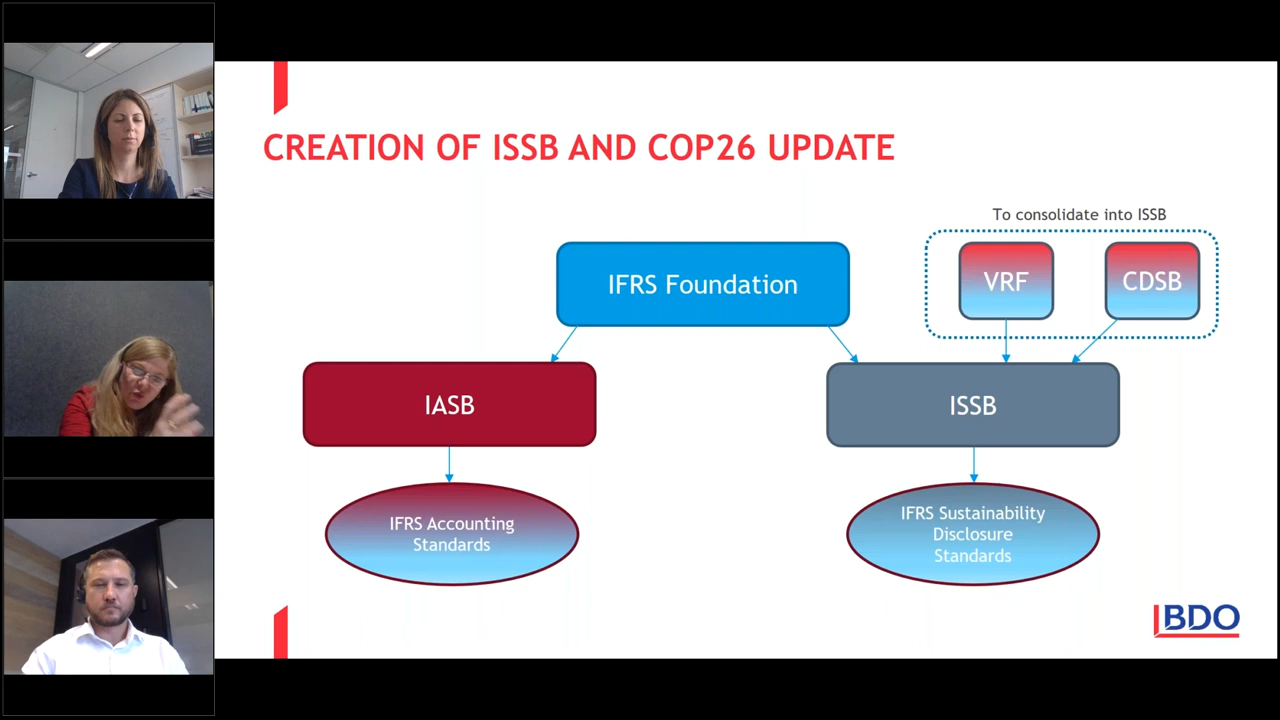 CREATION OF ISSB AND COP26 UPDATE
To consolidate into ISSB
IFRS Foundation
VRF
CDSB
IASB
ISSB
IFRS Accounting
Standards
IFRS Sustainability
Disclosure
Standards
BDO